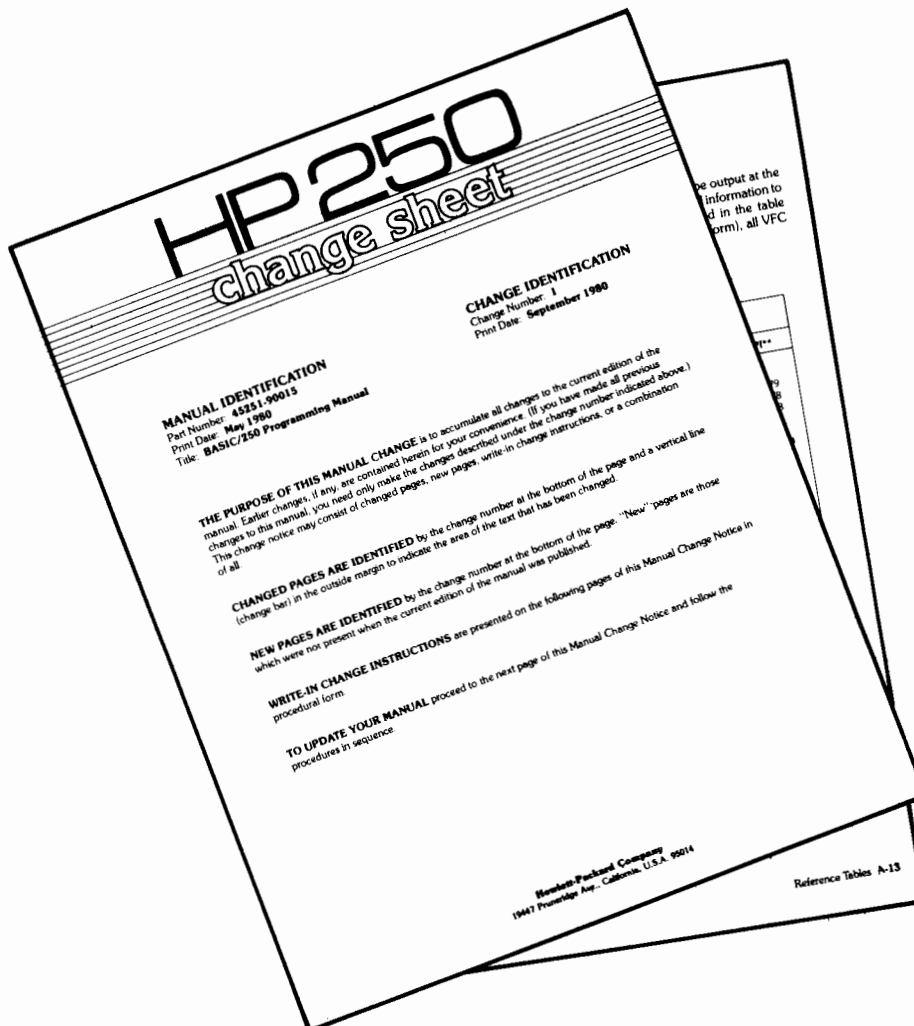 HP 250
change sheet
MANUAL IDENTIFICATION
Part Number: 45251-90015
Print Date: May 1980
Title: BASIC/250 Programming Manual
CHANGE IDENTIFICATION
Change Number: 1
Print Date: September 1980
THE PURPOSE OF THIS MANUAL CHANGE is to accumulate all changes to the current edition of the
manual. Earlier changes, if any, are contained herein for your convenience. (If you have made all previous
changes to this manual, you need only make the changes described under the change number indicated above.)
This change notice may consist of changed pages, new pages, write-in change instructions, or a combination
of all.
CHANGED PAGES ARE IDENTIFIED by the change number at the bottom of the page and a vertical line
(change bar) in the outside margin to indicate the area of the text that has been changed.
NEW PAGES ARE IDENTIFIED by the change number at the bottom of the page. "New" pages are those
which were not present when the current edition of the manual was published.
WRITE-IN CHANGE INSTRUCTIONS are presented on the following pages of this Manual Change Notice in
procedural form.
TO UPDATE YOUR MANUAL proceed to the next page of this Manual Change Notice and follow the
procedures in sequence.
Hewlett-Packard Company
19447 Pruneridge Ave., California, U.S.A. 95014
be output at the
information to
d in the table
orm), all VFC
Reference Tables A-13